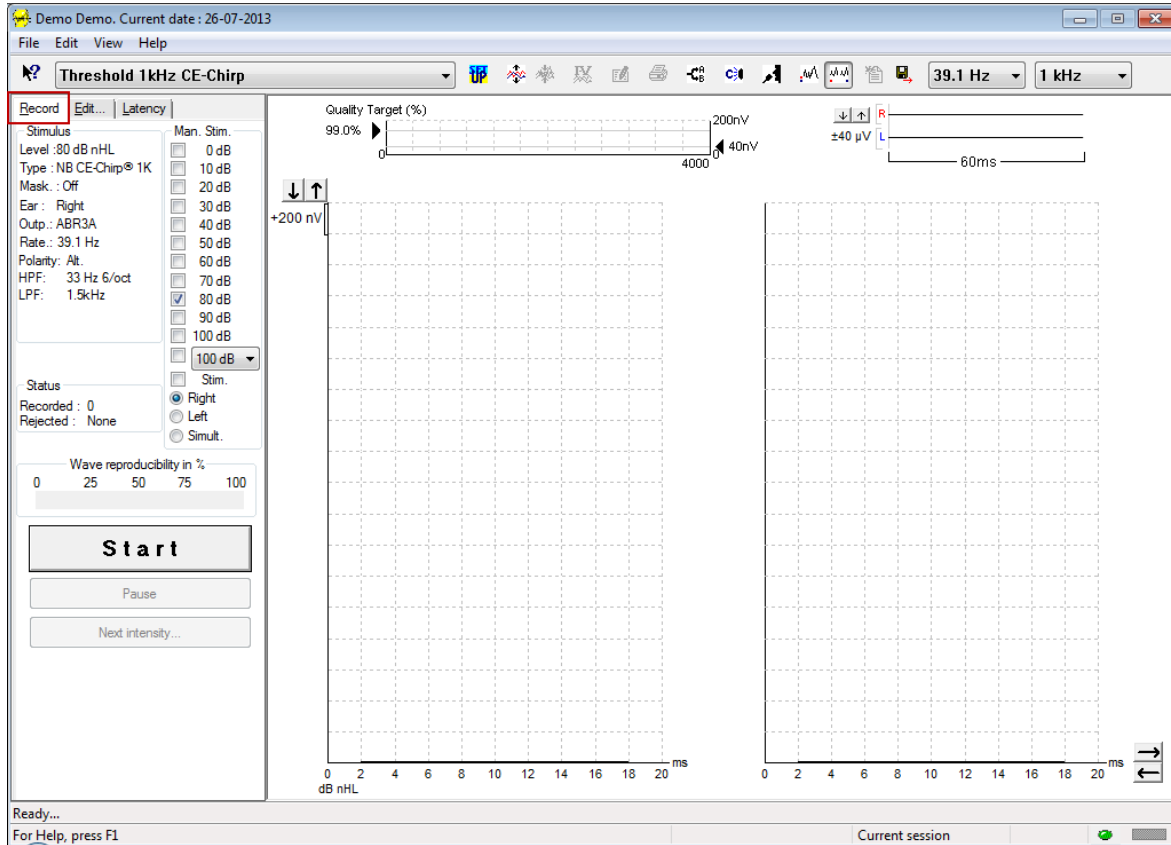 Demo Demo. Current date : 26-07-2013
File Edit View Help
Threshold 1kHz CE-Chirp
SET UP
39.1 Hz
1 kHz
Record Edit... Latency
Stimulus
Level :80 dB nHL
Type : NB CE-Chirp® 1K
Mask. : Off
Ear : Right
Outp.: ABR3A
Rate.: 39.1 Hz
Polarity: Alt.
HPF: 33 Hz 6/oct
LPF: 1.5kHz
Man. Stim.
0 dB
10 dB
20 dB
30 dB
40 dB
50 dB
60 dB
70 dB
80 dB
90 dB
100 dB
100 dB
Stim.
Right
Left
Simult.
Status
Recorded : 0
Rejected : None
Wave reproducibility in %
0 25 50 75 100
Start
Pause
Next intensity...
Quality Target (%)
99.0%
200nV
40nV
0
0
4000
R
±40 µV L
60ms
+200 nV
0 2 4 6 8 10 12 14 16 18 20 ms
dB nHL
0 2 4 6 8 10 12 14 16 18 20 ms
Ready...
For Help, press F1
Current session